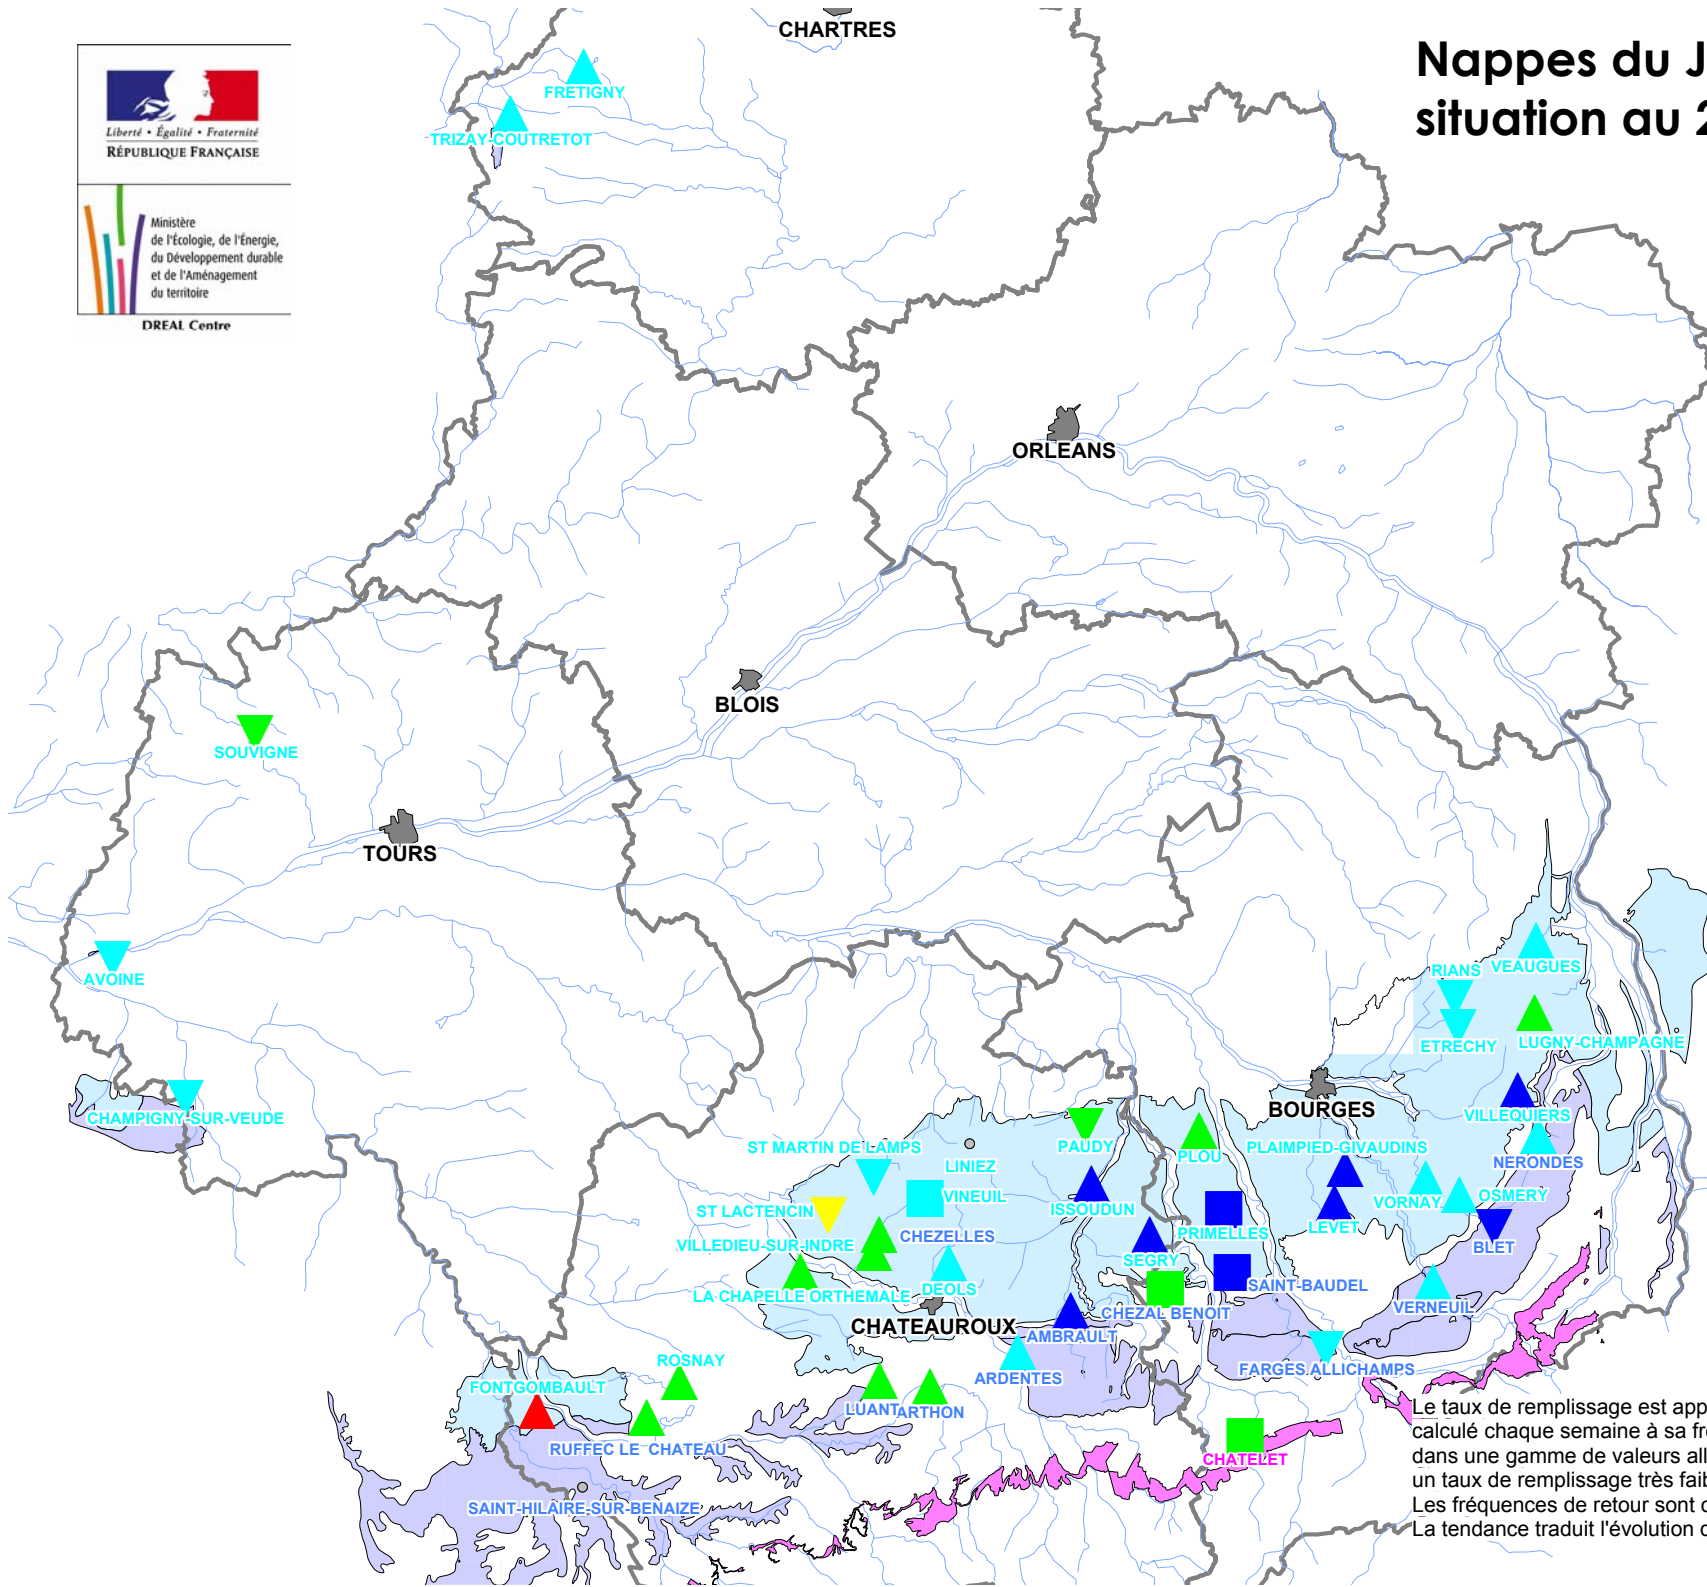 CHARTRES
Nappes du J
situation au 2
Liberté • Égalité • Fraternité
RÉPUBLIQUE FRANÇAISE
Ministère
de l'Écologie, de l'Énergie,
du Développement durable
et de l'Aménagement
du territoire
DREAL Centre
FRETIGNY
TRIZAY-COUTRETOT
ORLEANS
BLOIS
SOUVIGNE
TOURS
AVOINE
RIANS
VEAUGUES
ETRECHY
LUGNY-CHAMPAGNE
CHAMPIGNY-SUR-VEUDE
BOURGES
VILLEQUIERS
ST MARTIN DE LAMPS
PAUDY
PLOU
PLAIMPIED-GIVAUDINS
NERONDES
LINIEZ
VINEUIL
ST LACTENCIN
ISSOUDUN
VORNAY
OSMERY
VILLEDIEU-SUR-INDRE
CHEZELLES
PRIMELLES
LEVET
BLET
SEGRY
LA CHAPELLE ORTHEMALE
DEOLS
SAINT-BAUDEL
CHEZAL BENOIT
VERNEUIL
CHATEAUROUX
AMBRAULT
ROSNAY
ARDENTES
FARGES ALLICHAMPS
FONTGOMBAULT
LUANT
ARTHON
RUFFEC LE CHATEAU
CHATELET
SAINT-HILAIRE-SUR-BENAIZE
Le taux de remplissage est app
calculé chaque semaine à sa fr
dans une gamme de valeurs all
un taux de remplissage très faib
Les fréquences de retour sont c
La tendance traduit l'évolution d